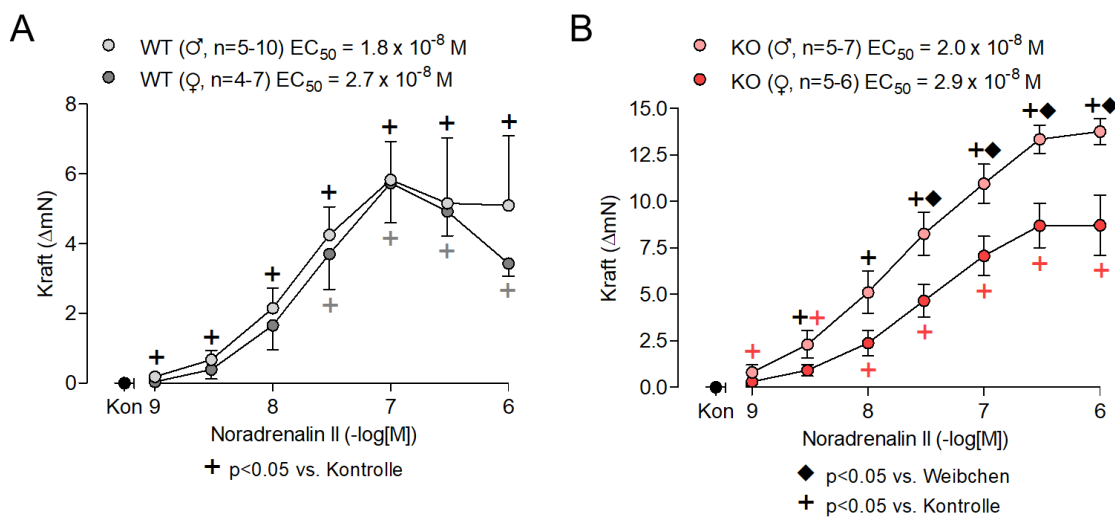 A
WT (♂, n=5-10) EC50 = 1.8 x 10-8 M
WT (♀, n=4-7) EC50 = 2.7 x 10-8 M
8
6
4
2
0
Kraft (ΔmN)
Kon 9 8 7 6
Noradrenalin II (-log[M])
+ p<0.05 vs. Kontrolle
B
KO (♂, n=5-7) EC50 = 2.0 x 10-8 M
KO (♀, n=5-6) EC50 = 2.9 x 10-8 M
15.0
12.5
10.0
7.5
5.0
2.5
0.0
Kraft (ΔmN)
Kon 9 8 7 6
Noradrenalin II (-log[M])
◆ p<0.05 vs. Weibchen
+ p<0.05 vs. Kontrolle